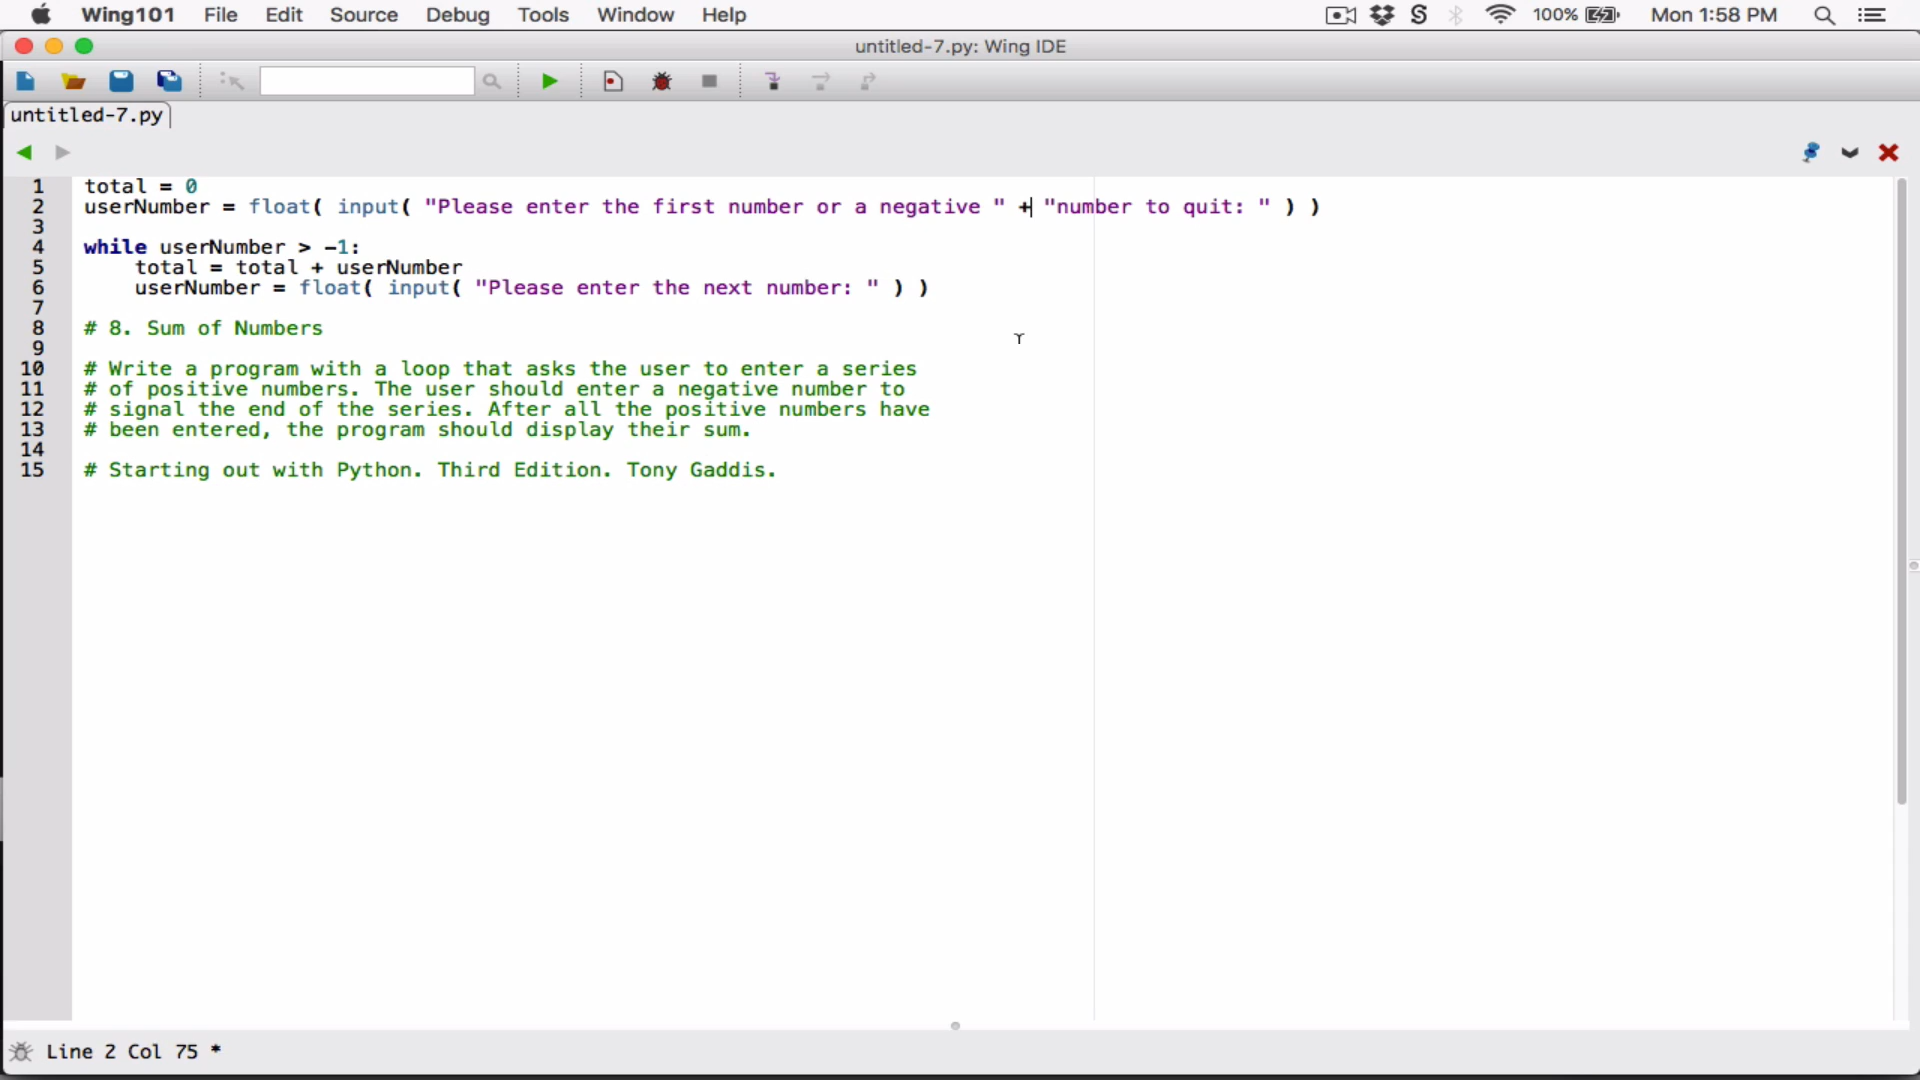 Wing101 File Edit Source Debug Tools Window Help 100% Mon 1:58 PM
untitled-7.py: Wing IDE
untitled-7.py
1 total = 0
2 userNumber = float( input( "Please enter the first number or a negative " + "number to quit: " ) )
3
4 while userNumber > -1:
5 total = total + userNumber
6 userNumber = float( input( "Please enter the next number: " ) )
7
8 # 8. Sum of Numbers
9
10 # Write a program with a loop that asks the user to enter a series
11 # of positive numbers. The user should enter a negative number to
12 # signal the end of the series. After all the positive numbers have
13 # been entered, the program should display their sum.
14
15 # Starting out with Python. Third Edition. Tony Gaddis.
Line 2 Col 75 *